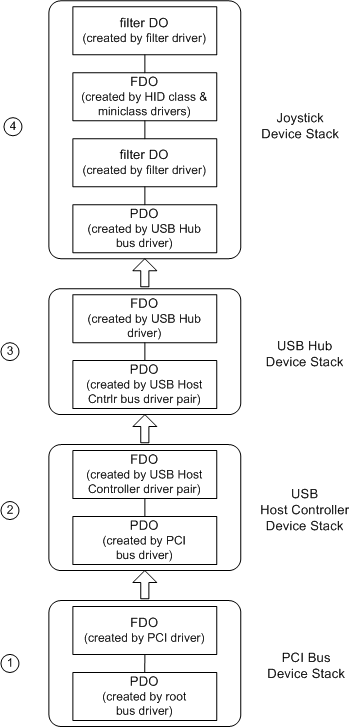 filter DO
(created by filter driver)
FDO
(created by HID class &
miniclass drivers)
4
Joystick
Device Stack
filter DO
(created by filter driver)
PDO
(created by USB Hub
bus driver)
FDO
(created by USB Hub
driver)
3
USB Hub
Device Stack
PDO
(created by USB Host
Cntrlr bus driver pair)
FDO
(created by USB Host
Controller driver pair)
2
USB
Host Controller
Device Stack
PDO
(created by PCI
bus driver)
FDO
(created by PCI driver)
1
PCI Bus
Device Stack
PDO
(created by root
bus driver)